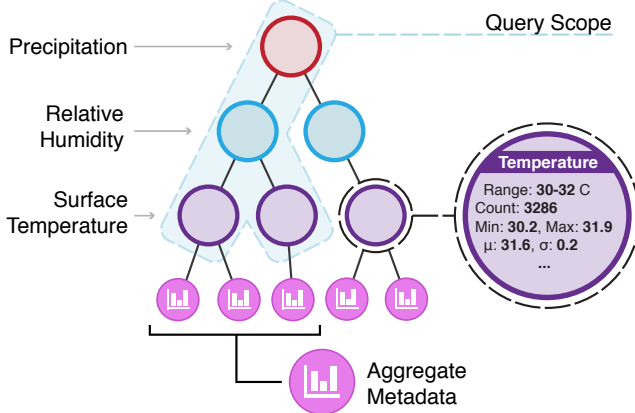 Query Scope
Precipitation
Relative
Humidity
Surface
Temperature
Temperature
Range: 30-32 C
Count: 3286
Min: 30.2, Max: 31.9
μ: 31.6, σ: 0.2
...
Aggregate
Metadata